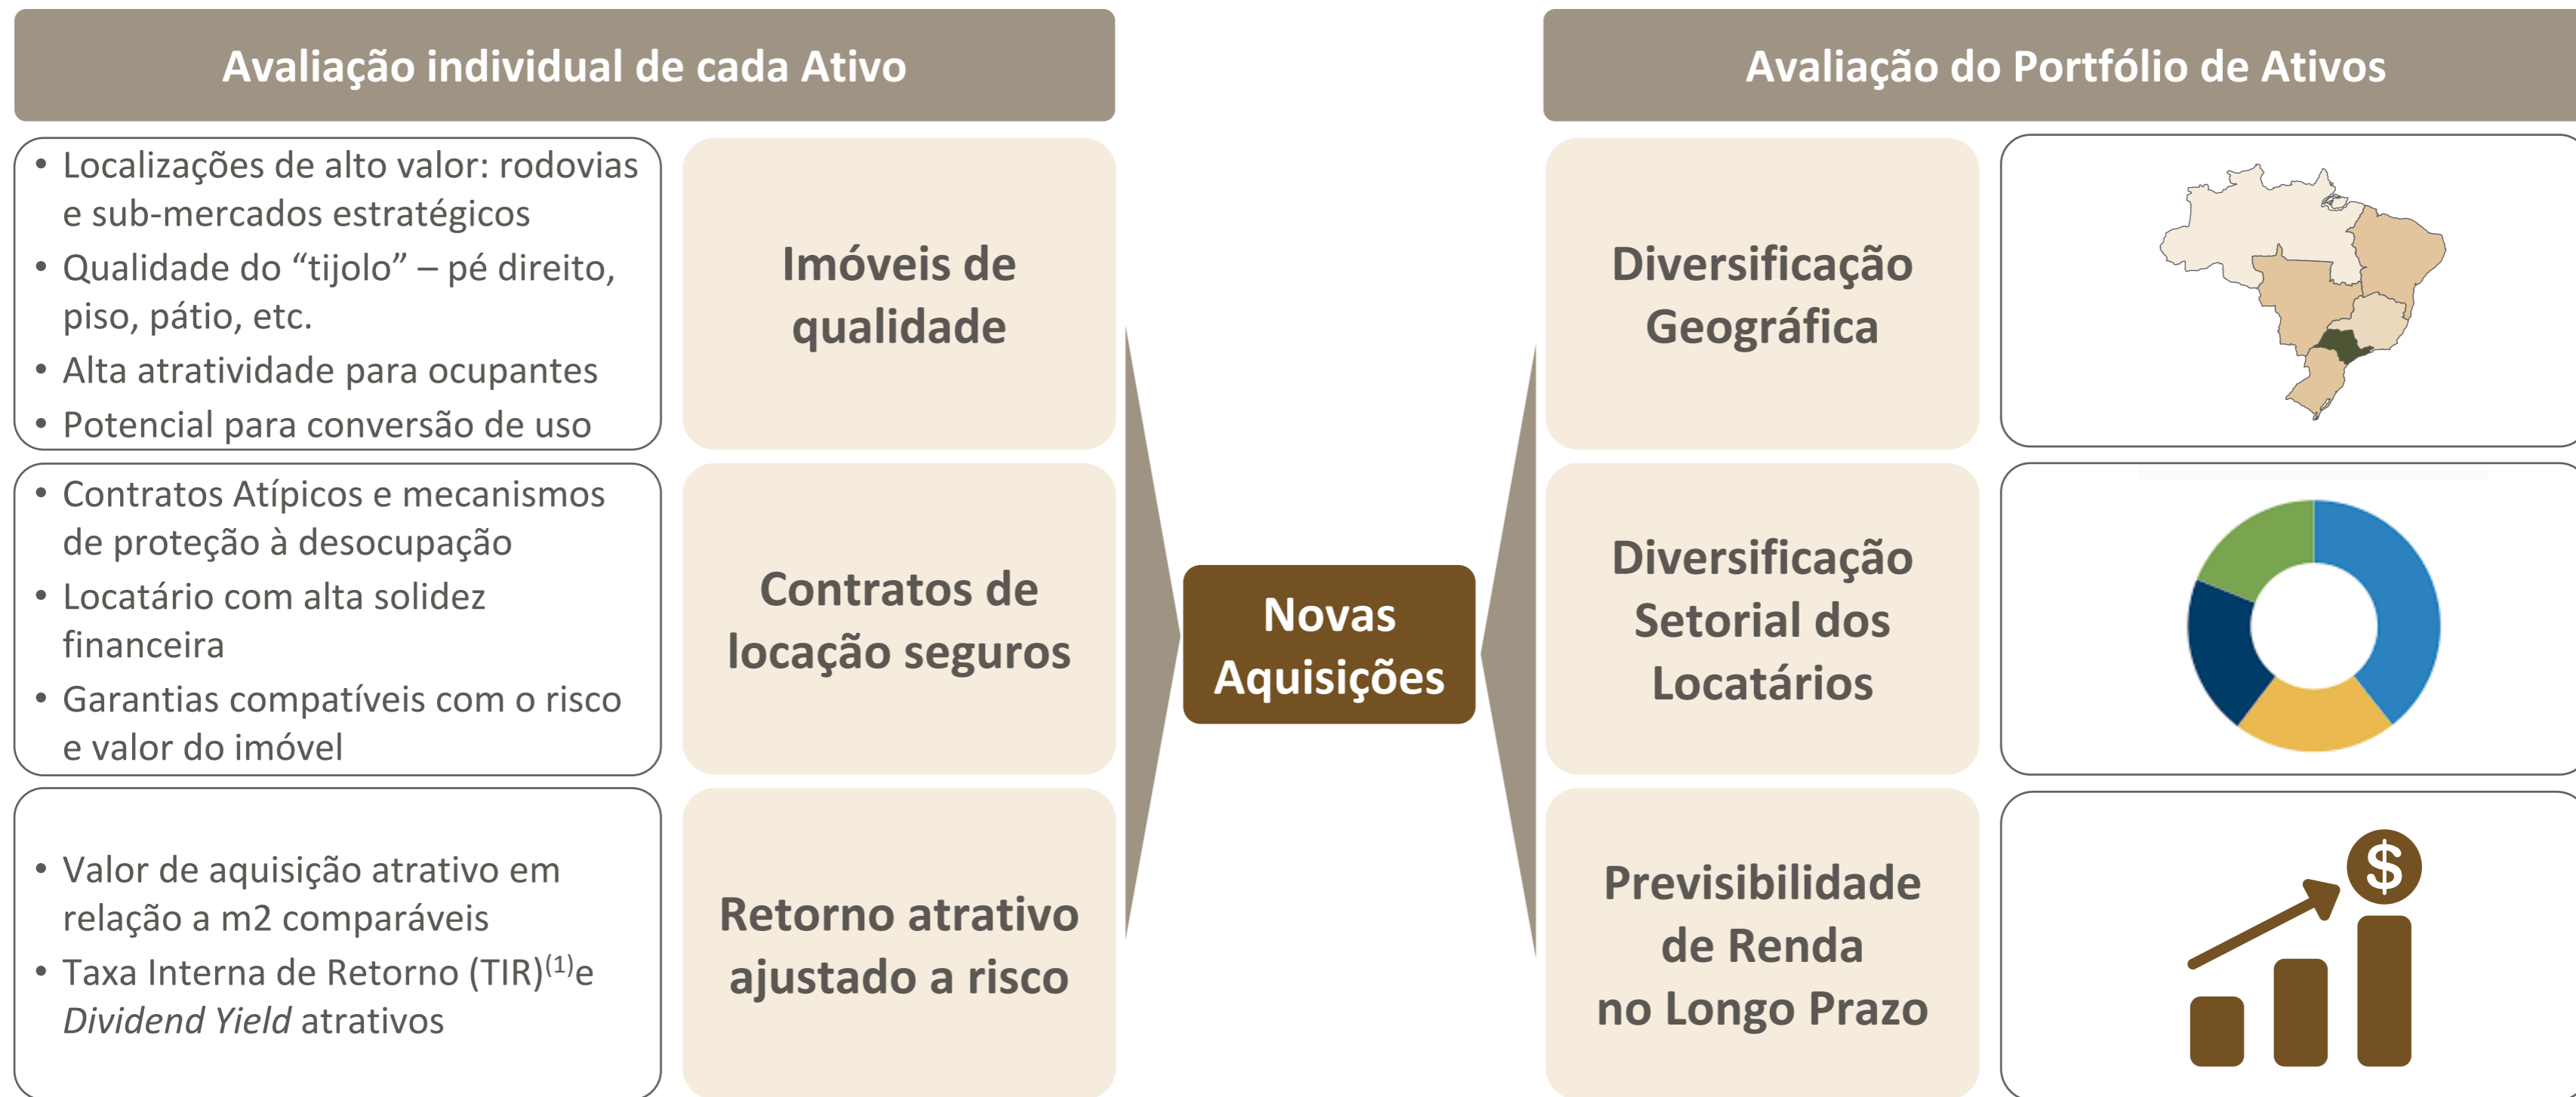 Avaliação individual de cada Ativo
• Localizações de alto valor: rodovias
e sub-mercados estratégicos
• Qualidade do “tijolo” – pé direito,
piso, pátio, etc.
• Alta atratividade para ocupantes
• Potencial para conversão de uso
Imóveis de
qualidade
• Contratos Atípicos e mecanismos
de proteção à desocupação
• Locatário com alta solidez
financeira
• Garantias compatíveis com o risco
e valor do imóvel
Contratos de
locação seguros
• Valor de aquisição atrativo em
relação a m2 comparáveis
• Taxa Interna de Retorno (TIR)⁽¹⁾e
Dividend Yield atrativos
Retorno atrativo
ajustado a risco
Novas
Aquisições
Avaliação do Portfólio de Ativos
Diversificação
Geográfica
Diversificação
Setorial dos
Locatários
Previsibilidade
de Renda
no Longo Prazo
$